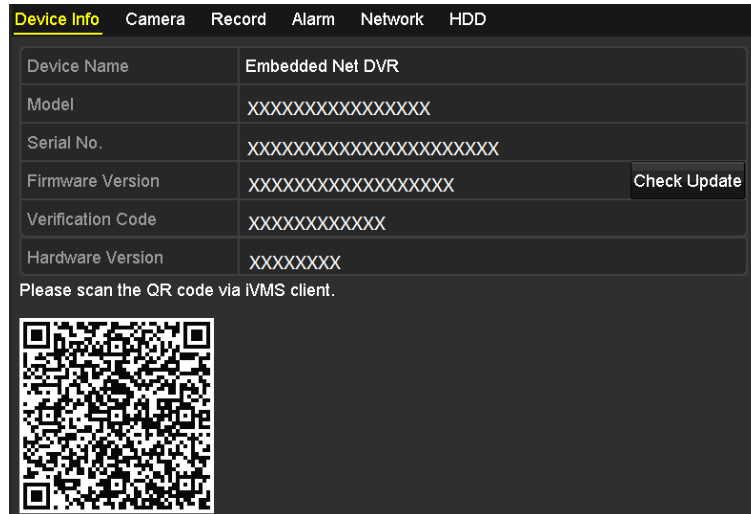 Device Info Camera Record Alarm Network HDD
Device Name Embedded Net DVR
Model XXXXXXXXXXXXXXXX
Serial No. XXXXXXXXXXXXXXXXXXXXXX
Firmware Version XXXXXXXXXXXXXXXXXX Check Update
Verification Code XXXXXXXXXXXX
Hardware Version XXXXXXXX
Please scan the QR code via iVMS client.